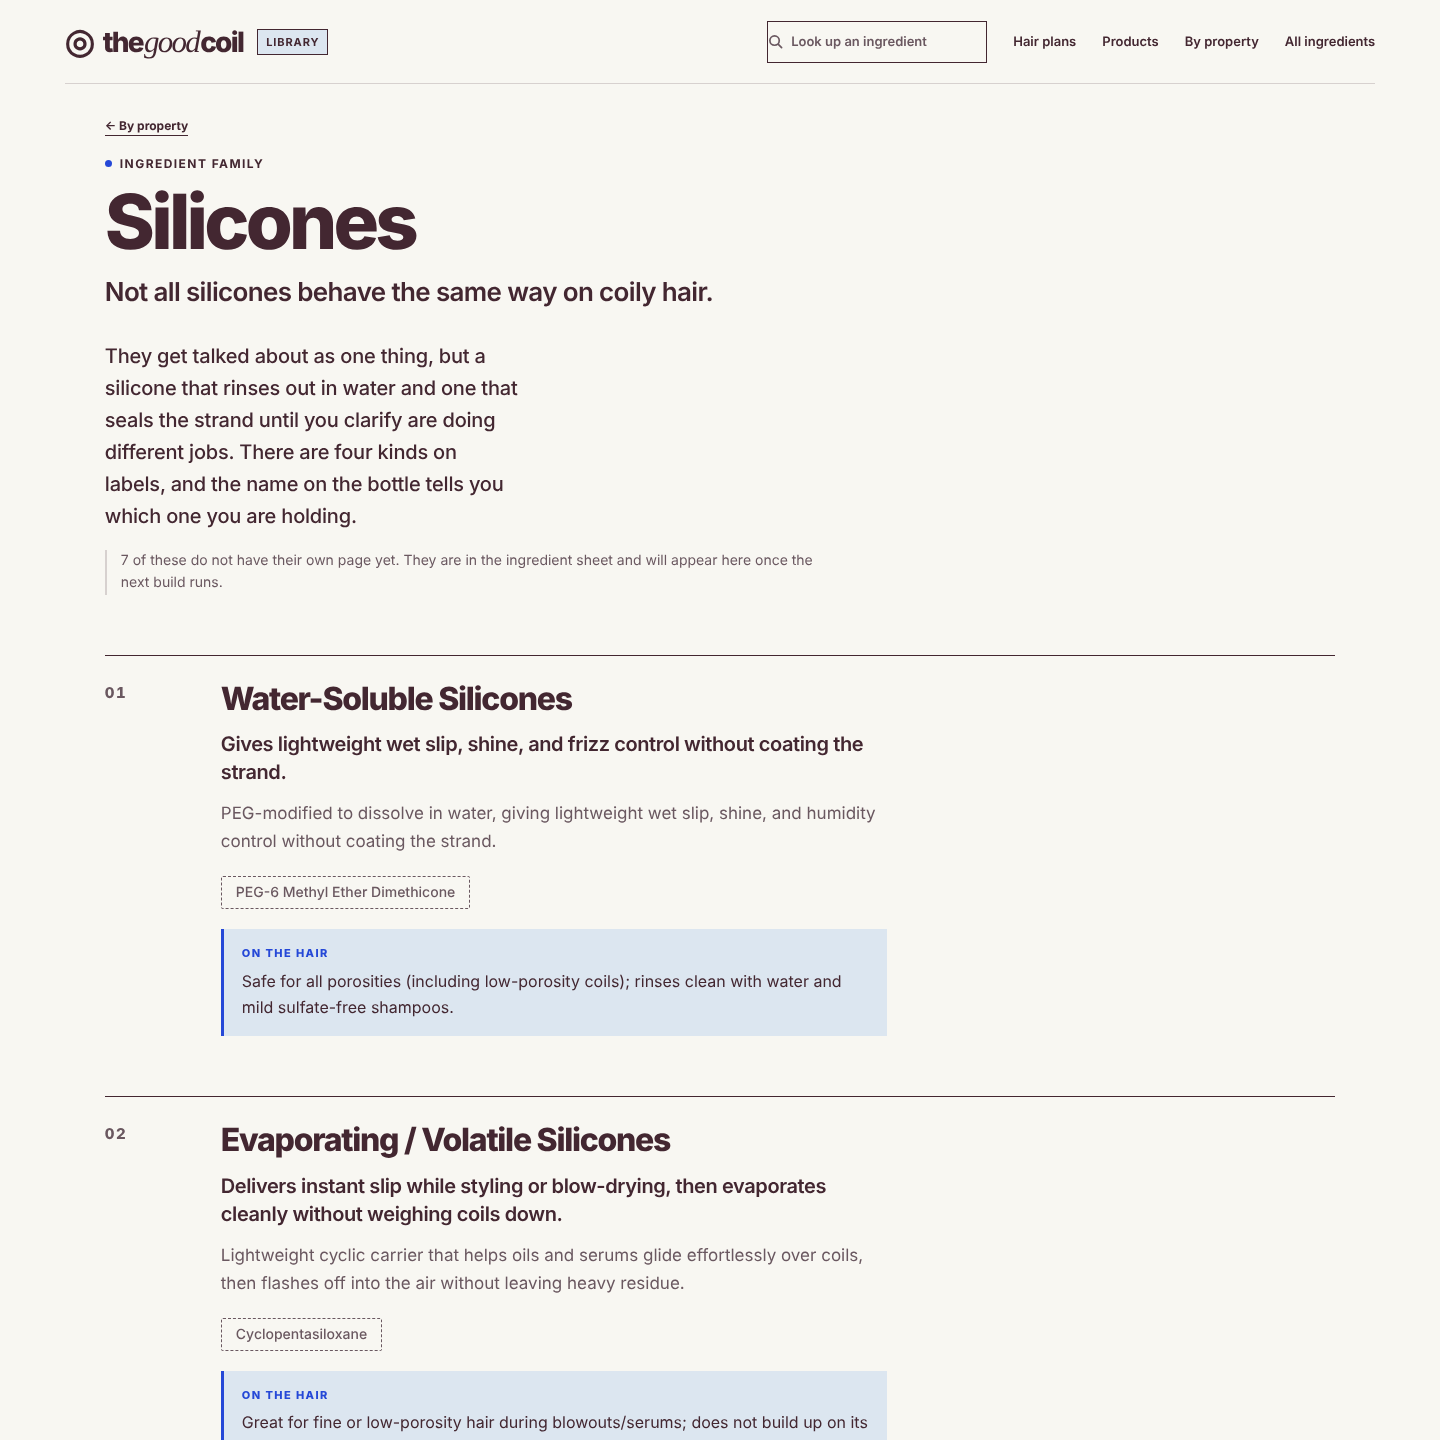 thegoodcoil LIBRARY
Look up an ingredient
Hair plans Products By property All ingredients
← By property
INGREDIENT FAMILY
Silicones
Not all silicones behave the same way on coily hair.
They get talked about as one thing, but a
silicone that rinses out in water and one that
seals the strand until you clarify are doing
different jobs. There are four kinds on
labels, and the name on the bottle tells you
which one you are holding.
7 of these do not have their own page yet. They are in the ingredient sheet and will appear here once the
next build runs.
01
Water-Soluble Silicones
Gives lightweight wet slip, shine, and frizz control without coating the
strand.
PEG-modified to dissolve in water, giving lightweight wet slip, shine, and humidity
control without coating the strand.
PEG-6 Methyl Ether Dimethicone
ON THE HAIR
Safe for all porosities (including low-porosity coils); rinses clean with water and
mild sulfate-free shampoos.
02
Evaporating / Volatile Silicones
Delivers instant slip while styling or blow-drying, then evaporates
cleanly without weighing coils down.
Lightweight cyclic carrier that helps oils and serums glide effortlessly over coils,
then flashes off into the air without leaving heavy residue.
Cyclopentasiloxane
ON THE HAIR
Great for fine or low-porosity hair during blowouts/serums; does not build up on its